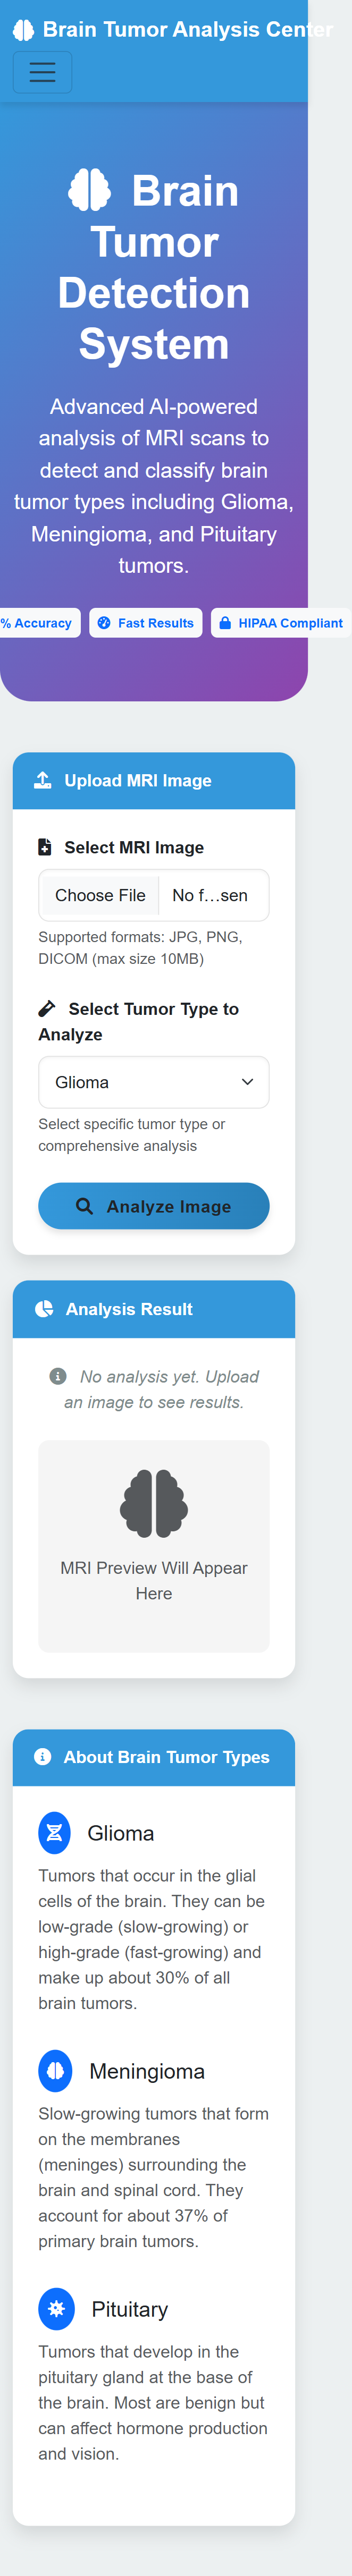 Brain Tumor Analysis Center
Brain
Tumor
Detection
System
Advanced AI-powered
analysis of MRI scans to
detect and classify brain
tumor types including Glioma,
Meningioma, and Pituitary
tumors.
% Accuracy Fast Results HIPAA Compliant
Upload MRI Image
Select MRI Image
Choose File No f...sen
Supported formats: JPG, PNG,
DICOM (max size 10MB)
Select Tumor Type to
Analyze
Glioma
Select specific tumor type or
comprehensive analysis
Analyze Image
Analysis Result
No analysis yet. Upload
an image to see results.
MRI Preview Will Appear
Here
About Brain Tumor Types
Glioma
Tumors that occur in the glial
cells of the brain. They can be
low-grade (slow-growing) or
high-grade (fast-growing) and
make up about 30% of all
brain tumors.
Meningioma
Slow-growing tumors that form
on the membranes
(meninges) surrounding the
brain and spinal cord. They
account for about 37% of
primary brain tumors.
Pituitary
Tumors that develop in the
pituitary gland at the base of
the brain. Most are benign but
can affect hormone production
and vision.